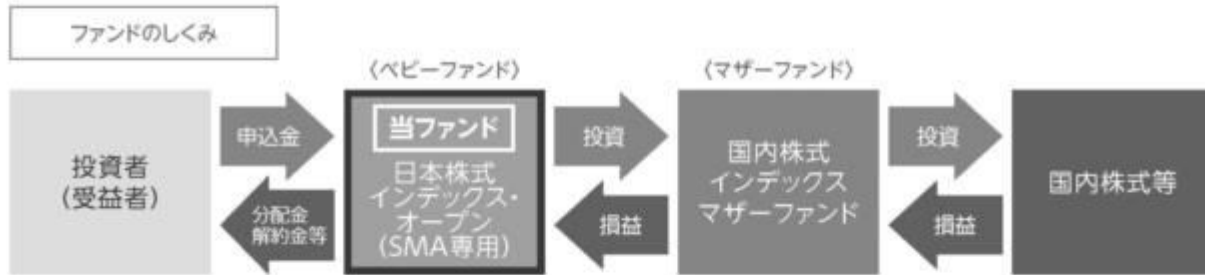 ファンドのしくみ
〈ベビーファンド〉
〈マザーファンド〉
投資者
(受益者)
申込金
分配金
解約金等
当ファンド
日本株式
インデックス・
オープン
(SMA専用)
投資
損益
国内株式
インデックス
マザーファンド
投資
損益
国内株式等